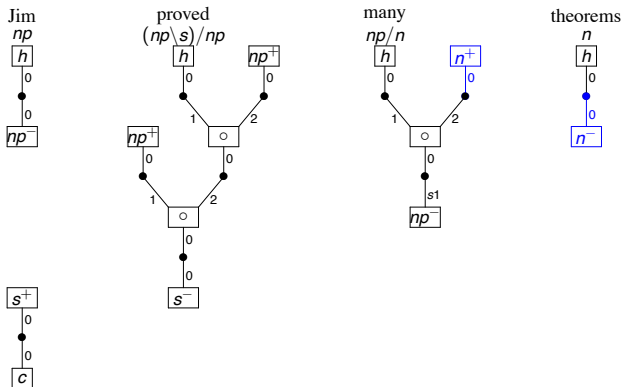 Jim proved many theorems
np (np\s)/np np/n n
h h np⁺ h n⁺ h
0 0 0 0 0 0
0 1 2 1 2 0
np⁻ np⁺ ∘ ∘ n⁻
0 0 0
1 2 s1
∘ np⁻
0
0
s⁺ s⁻
0
0
c